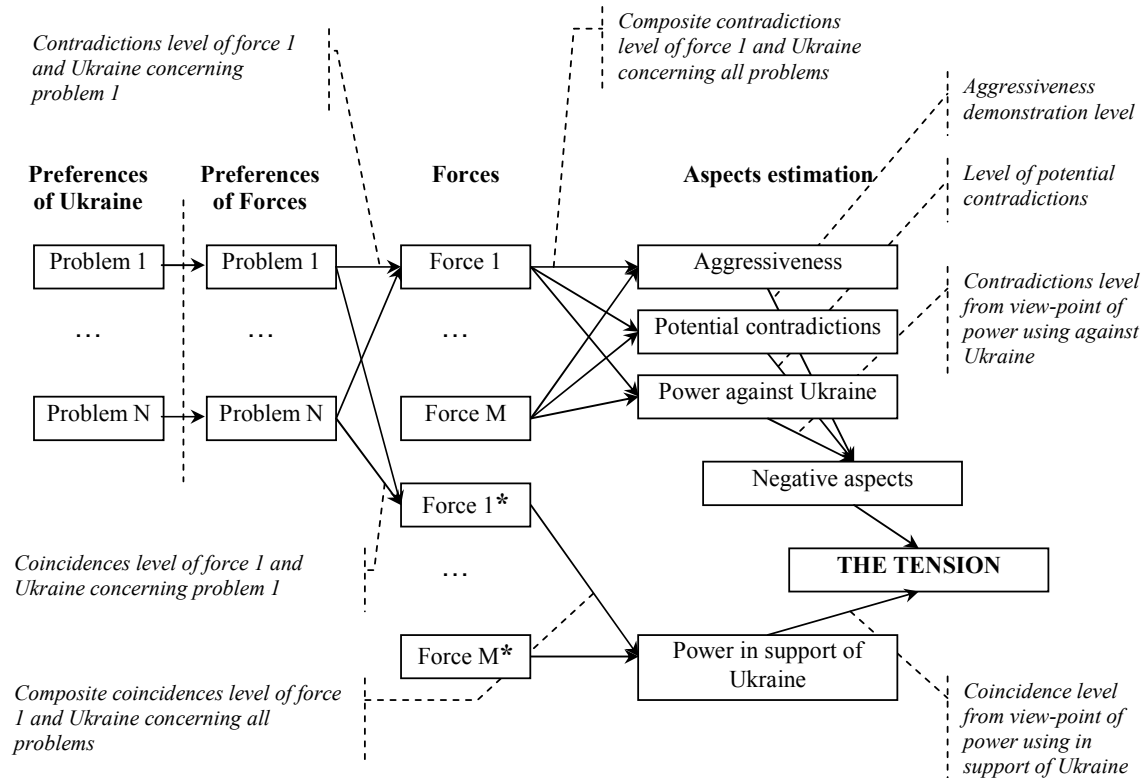 Contradictions level of force 1
and Ukraine concerning
problem 1
Composite contradictions
level of force 1 and Ukraine
concerning all problems
Aggressiveness
demonstration level
Preferences
of Ukraine
Preferences
of Forces
Forces
Aspects estimation
Level of potential
contradictions
Problem 1
Problem 1
Force 1
Aggressiveness
Contradictions level
from view-point of
power using against
Ukraine
...
...
...
Potential contradictions
Problem N
Problem N
Force M
Power against Ukraine
Negative aspects
Force 1*
Coincidences level of force 1 and
Ukraine concerning problem 1
...
THE TENSION
Force M*
Power in support of
Ukraine
Composite coincidences level of force
1 and Ukraine concerning all
problems
Coincidence level
from view-point of
power using in
support of Ukraine